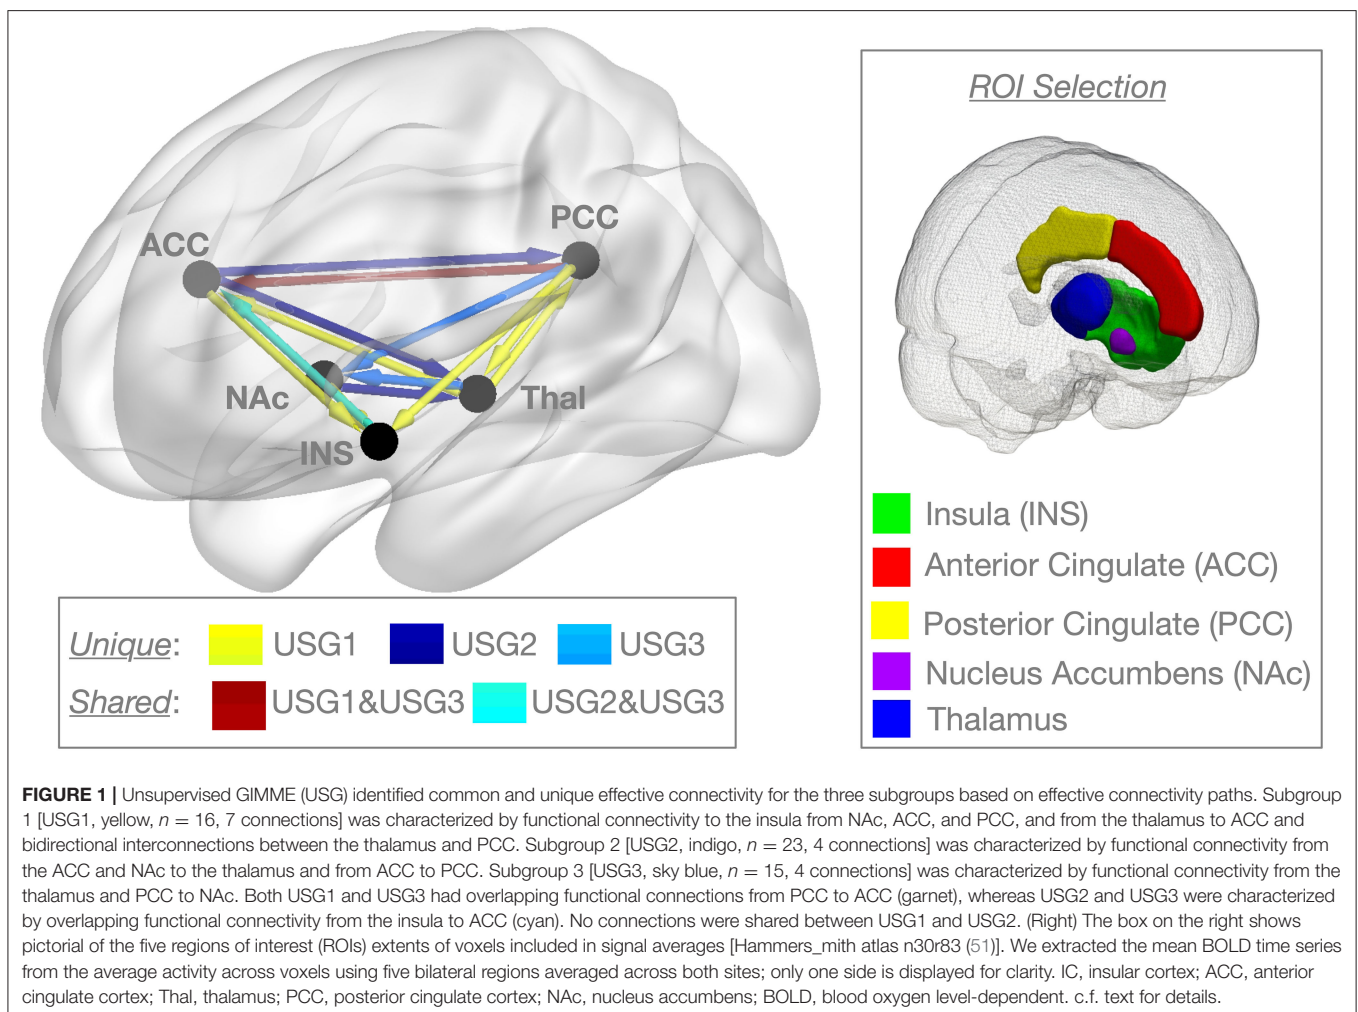 ACC
PCC
NAc
Thal
INS
Unique: USG1 USG2 USG3
Shared: USG1&USG3 USG2&USG3
ROI Selection
Insula (INS)
Anterior Cingulate (ACC)
Posterior Cingulate (PCC)
Nucleus Accumbens (NAc)
Thalamus
FIGURE 1 | Unsupervised GIMME (USG) identified common and unique effective connectivity for the three subgroups based on effective connectivity paths. Subgroup
1 [USG1, yellow, n = 16, 7 connections] was characterized by functional connectivity to the insula from NAc, ACC, and PCC, and from the thalamus to ACC and
bidirectional interconnections between the thalamus and PCC. Subgroup 2 [USG2, indigo, n = 23, 4 connections] was characterized by functional connectivity from
the ACC and NAc to the thalamus and from ACC to PCC. Subgroup 3 [USG3, sky blue, n = 15, 4 connections] was characterized by functional connectivity from the
thalamus and PCC to NAc. Both USG1 and USG3 had overlapping functional connections from PCC to ACC (garnet), whereas USG2 and USG3 were characterized
by overlapping functional connectivity from the insula to ACC (cyan). No connections were shared between USG1 and USG2. (Right) The box on the right shows
pictorial of the five regions of interest (ROIs) extents of voxels included in signal averages [Hammers_mith atlas n30r83 (51)]. We extracted the mean BOLD time series
from the average activity across voxels using five bilateral regions averaged across both sites; only one side is displayed for clarity. IC, insular cortex; ACC, anterior
cingulate cortex; Thal, thalamus; PCC, posterior cingulate cortex; NAc, nucleus accumbens; BOLD, blood oxygen level-dependent. c.f. text for details.